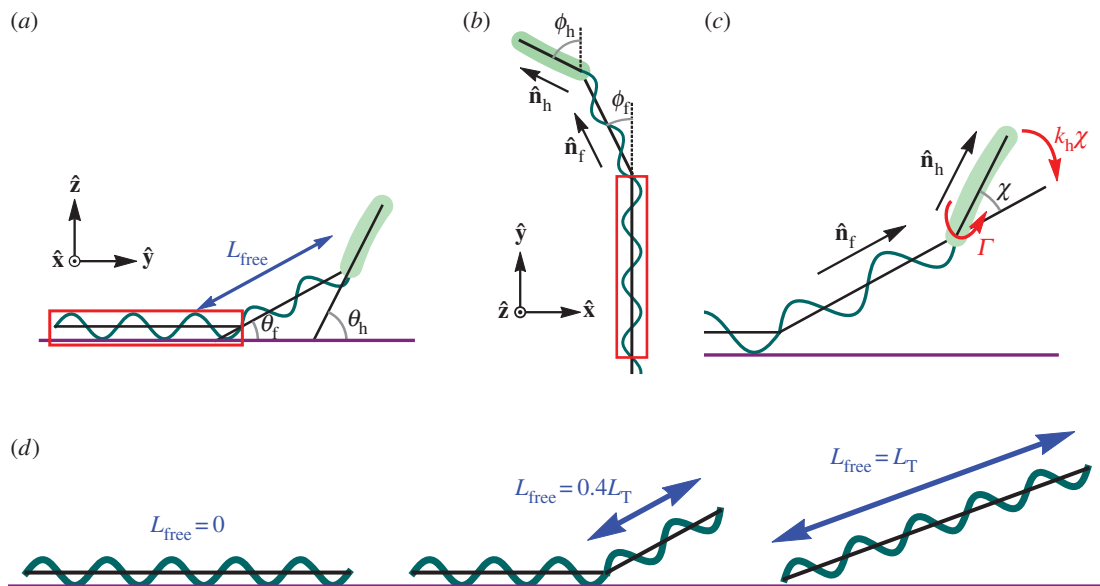 (a)
ẑ
x̂
ŷ
L_free
θ_f
θ_h
(b)
ϕ_h
n̂_h
ϕ_f
n̂_f
ŷ
ẑ
x̂
(c)
k_hχ
n̂_h
χ
n̂_f
Γ
(d)
L_free = 0
L_free = 0.4L_T
L_free = L_T